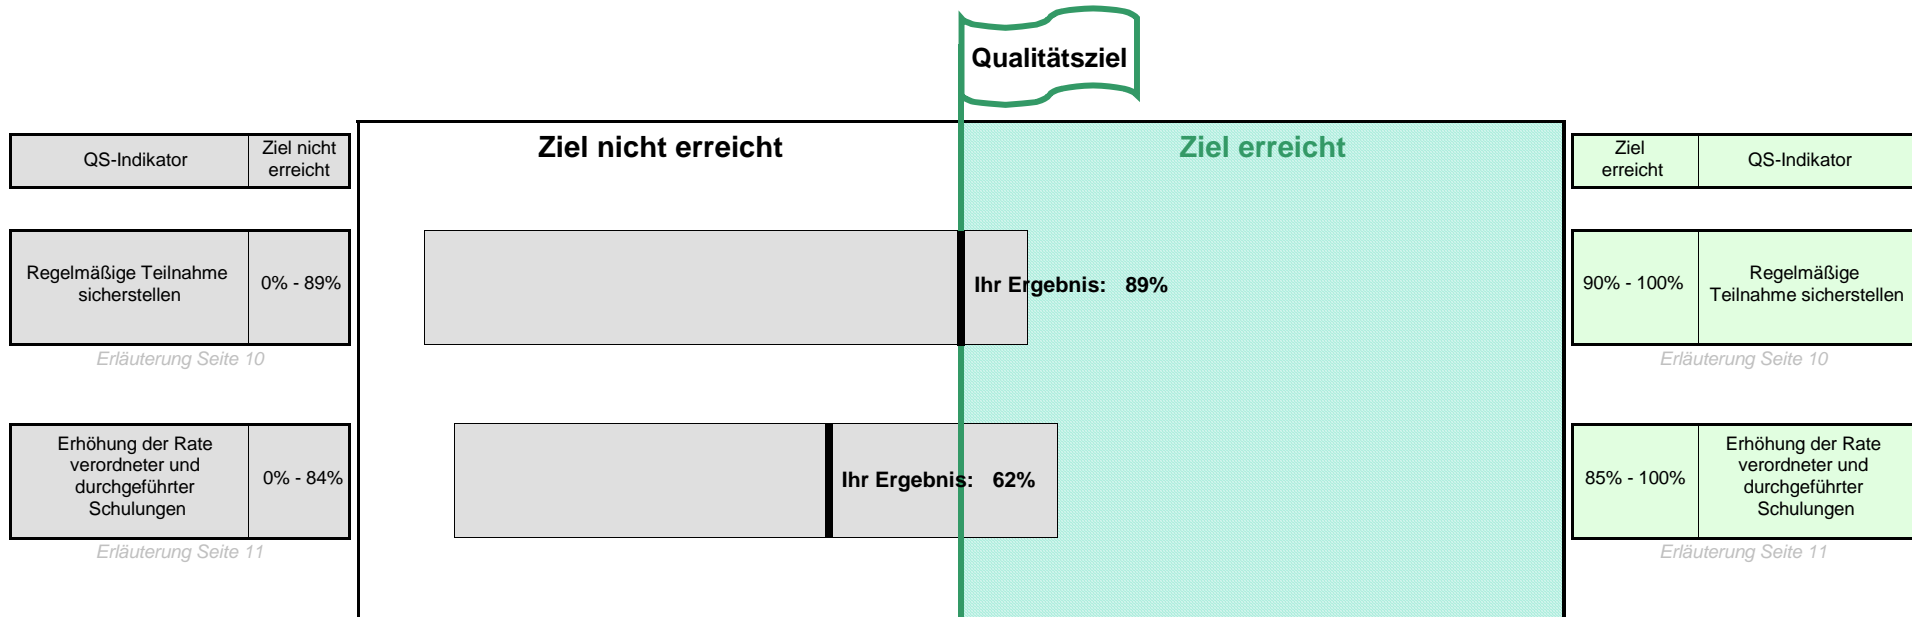 Qualitätsziel
Ziel nicht erreicht
Ziel erreicht
QS-Indikator
Ziel nicht
erreicht
Ziel
erreicht
QS-Indikator
Regelmäßige Teilnahme
sicherstellen
0% - 89%
Ihr Ergebnis: 89%
90% - 100%
Regelmäßige
Teilnahme sicherstellen
Erläuterung Seite 10
Erläuterung Seite 10
Erhöhung der Rate
verordneter und
durchgeführter
Schulungen
0% - 84%
Ihr Ergebnis: 62%
85% - 100%
Erhöhung der Rate
verordneter und
durchgeführter
Schulungen
Erläuterung Seite 11
Erläuterung Seite 11